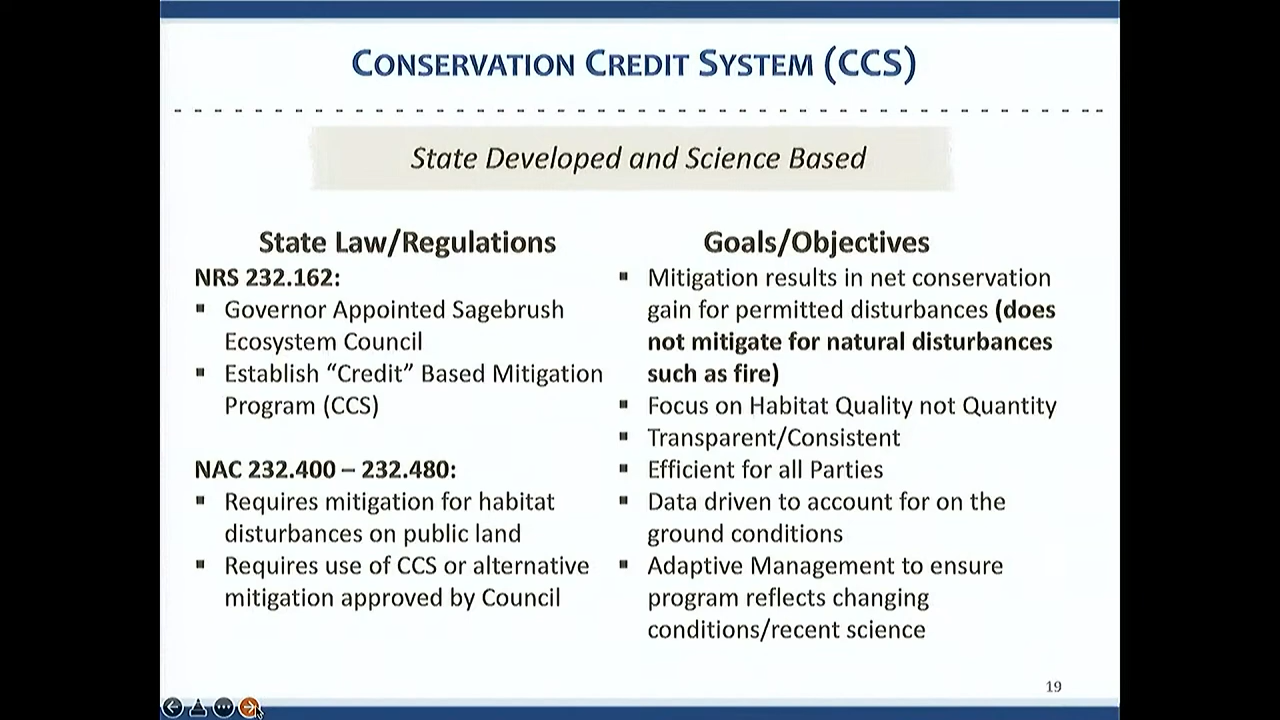 CONSERVATION CREDIT SYSTEM (CCS)
State Developed and Science Based
State Law/Regulations
NRS 232.162:
▪ Governor Appointed Sagebrush
Ecosystem Council
▪ Establish “Credit” Based Mitigation
Program (CCS)
NAC 232.400 – 232.480:
▪ Requires mitigation for habitat
disturbances on public land
▪ Requires use of CCS or alternative
mitigation approved by Council
Goals/Objectives
▪ Mitigation results in net conservation
gain for permitted disturbances (does
not mitigate for natural disturbances
such as fire)
▪ Focus on Habitat Quality not Quantity
▪ Transparent/Consistent
▪ Efficient for all Parties
▪ Data driven to account for on the
ground conditions
▪ Adaptive Management to ensure
program reflects changing
conditions/recent science
19